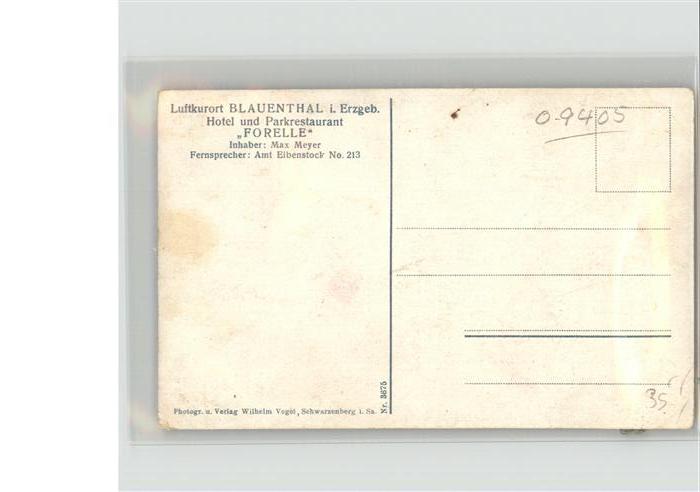 Luftkurort BLAUENTHAL i. Erzgeb.
Hotel und Parkrestaurant
„FORELLE“
Inhaber: Max Meyer
Fernsprecher: Amt Eibenstock No. 213
0-9405
Nr. 3675
Photogr. u. Verlag Wilhelm Vogel, Schwarzenberg i. Sa.
35